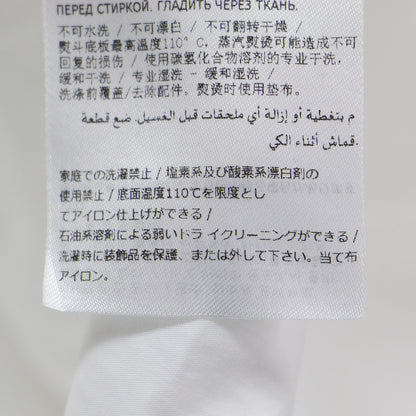 ПЕРЕД СТИРКОЙ. ГЛАДИТЬ ЧЕРЕЗ ТКАНЬ.
不可水洗 / 不可漂白 / 不可翻转干燥 /
熨斗底板最高温度110°C，蒸汽熨烫可能造成不可
回复的损伤 / 使用碳氢化合物溶剂的专业干洗，
缓和干洗 / 专业湿洗 - 缓和湿洗 /
洗涤前覆盖/去除配件。熨烫时使用垫布。
م بتغطية أو إزالة أي ملحقات قبل الغسيل. ضع قطعة
قماش أثناء الكي.
家庭での洗濯禁止 / 塩素系及び酸素系漂白剤の
使用禁止 / 底面温度110℃を限度とし
てアイロン仕上げができる /
石油系溶剤による弱いドラ イクリーニングができる /
洗濯時に装飾品を保護、または外して下さい。当て布
アイロン。